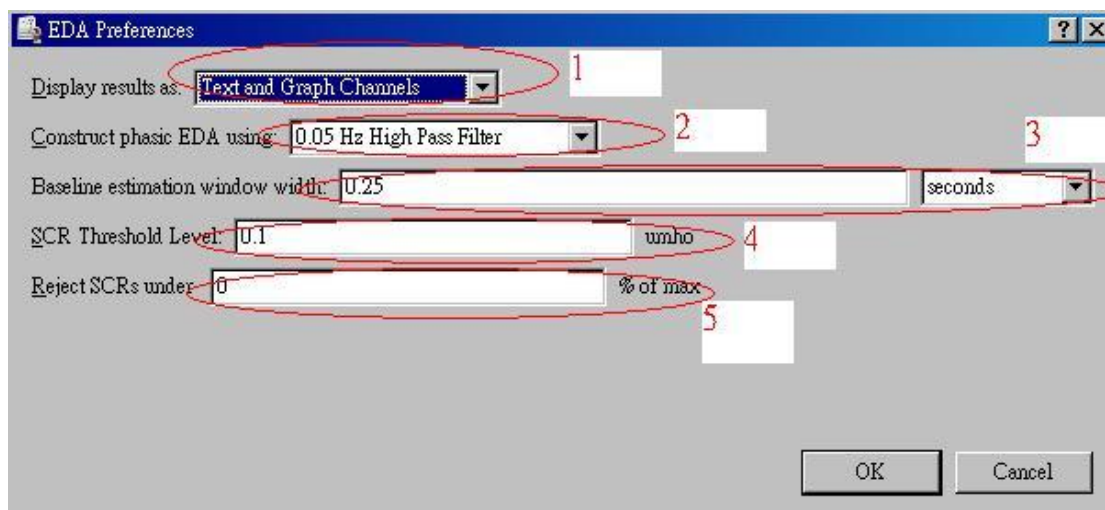 EDA Preferences
Display results as: Text and Graph Channels 1
Construct phasic EDA using: 0.05 Hz High Pass Filter 2
3
Baseline estimation window width: 0.25 seconds
SCR Threshold Level: 0.1 umho 4
Reject SCRs under 0 % of max
5
OK Cancel